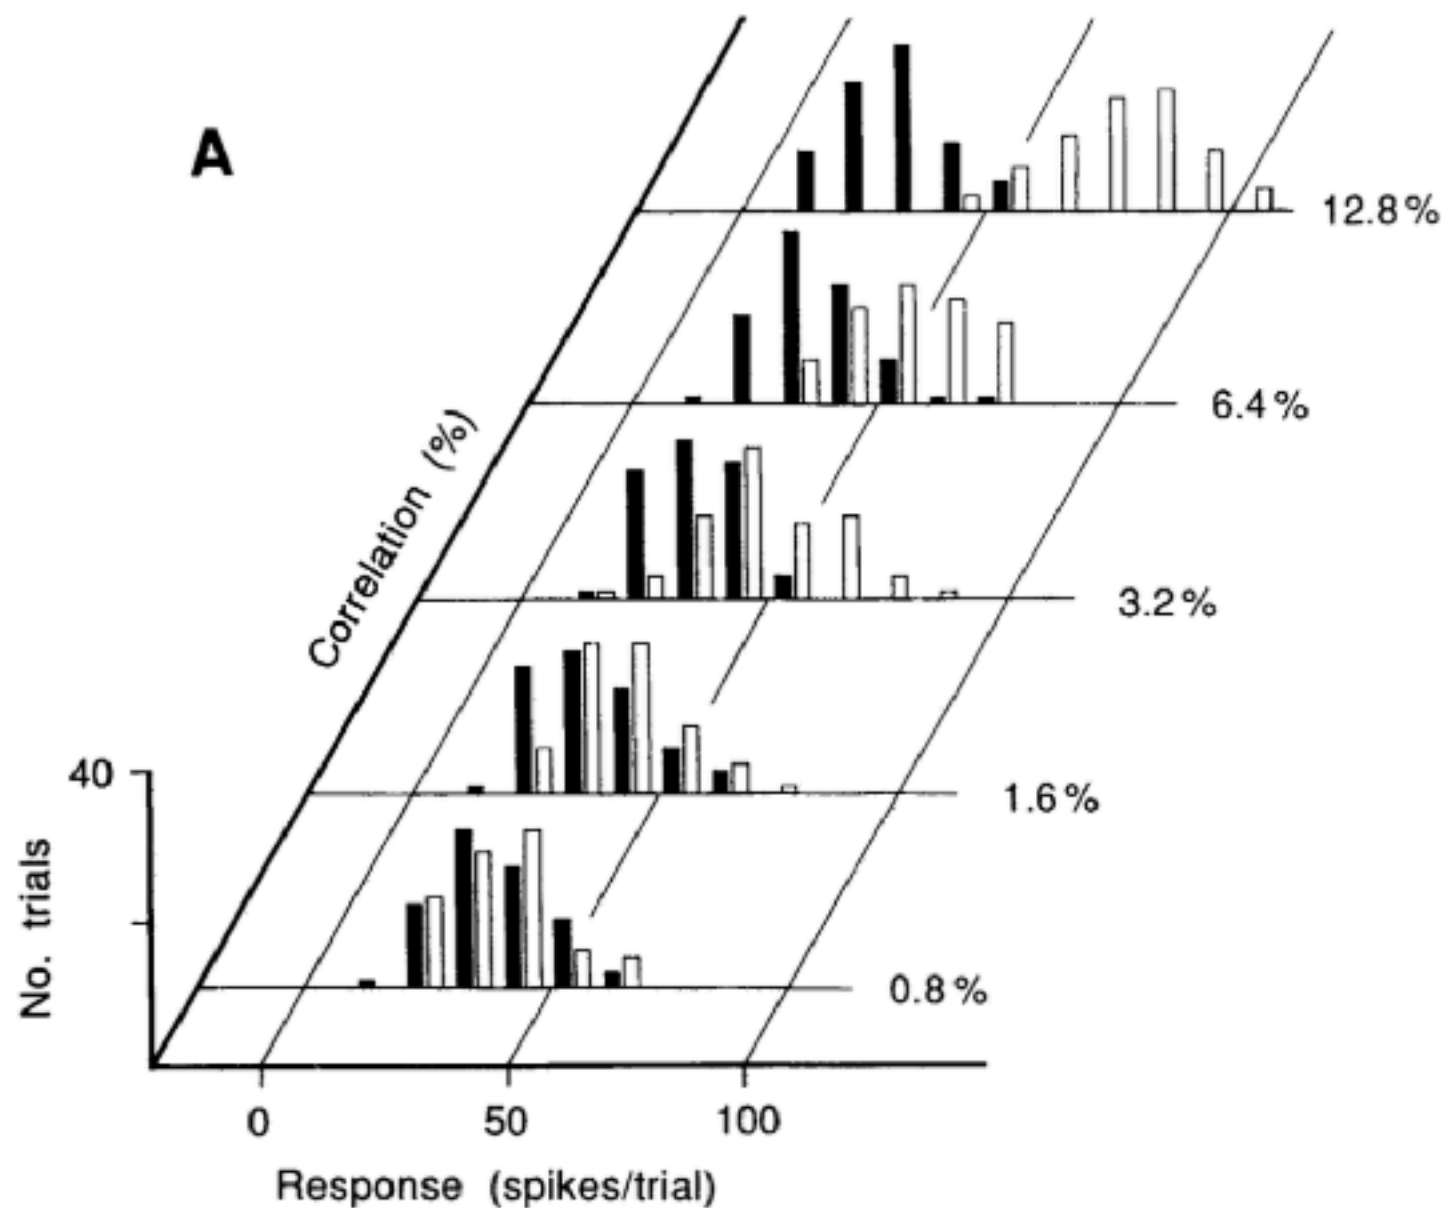 A
12.8%
6.4%
3.2%
1.6%
0.8%
Correlation (%)
40
No. trials
0 50 100
Response (spikes/trial)